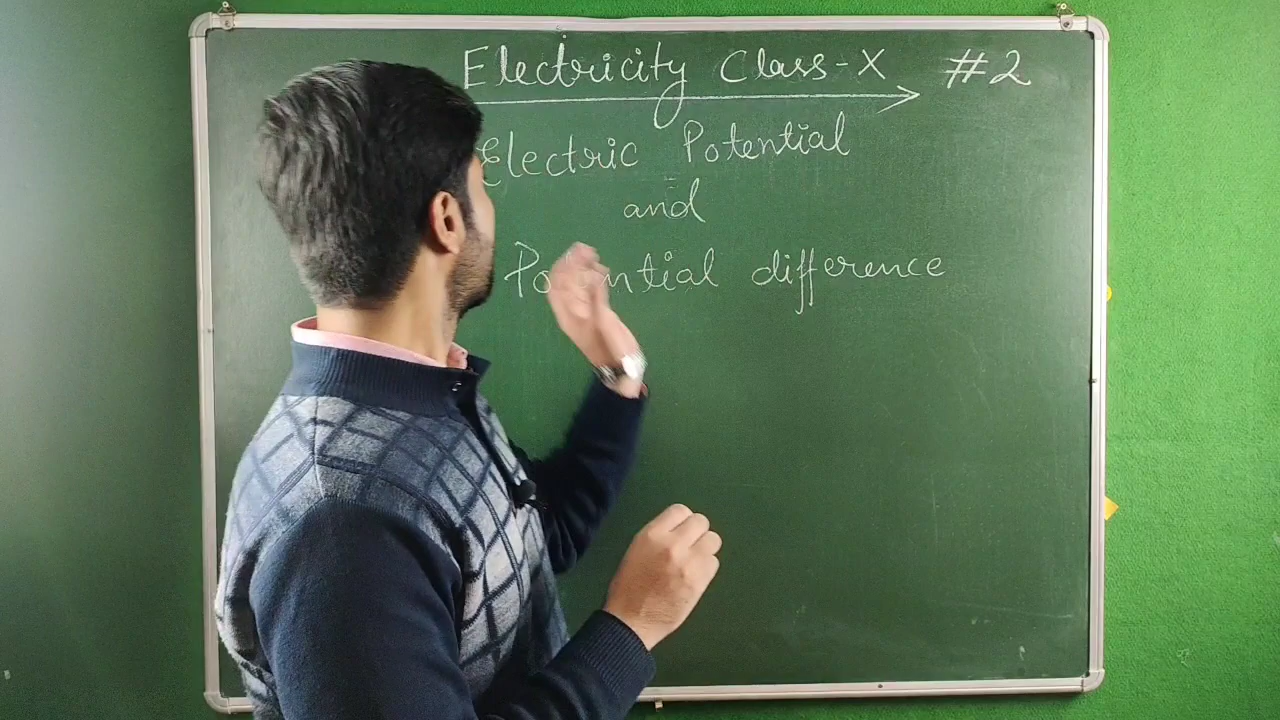 Electricity Class-X #2
Electric Potential
and
Potential difference